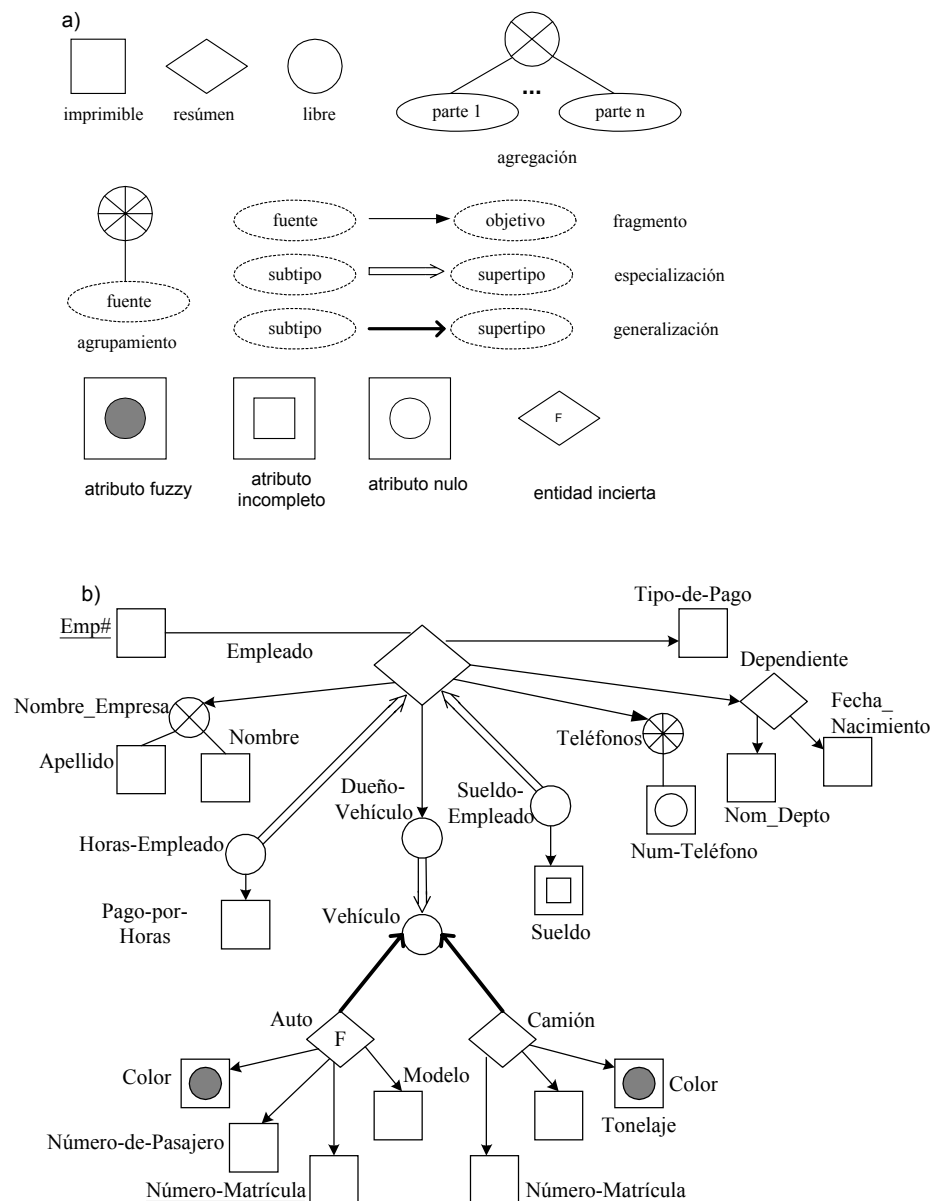 a)
imprimible
resúmen
libre
...
parte 1
parte n
agregación
fuente
objetivo
fragmento
subtipo
supertipo
especialización
fuente
subtipo
supertipo
generalización
agrupamiento
F
atributo fuzzy
atributo
incompleto
atributo nulo
entidad incierta
b)
Tipo-de-Pago
Emp#
Empleado
Dependiente
Nombre_Empresa
Fecha_
Nacimiento
Nombre
Teléfonos
Apellido
Dueño-
Vehículo
Sueldo-
Empleado
Nom_Depto
Horas-Empleado
Num-Teléfono
Pago-por-
Horas
Vehículo
Sueldo
Auto
Camión
F
Color
Modelo
Color
Tonelaje
Número-de-Pasajero
Número-Matrícula
Número-Matrícula